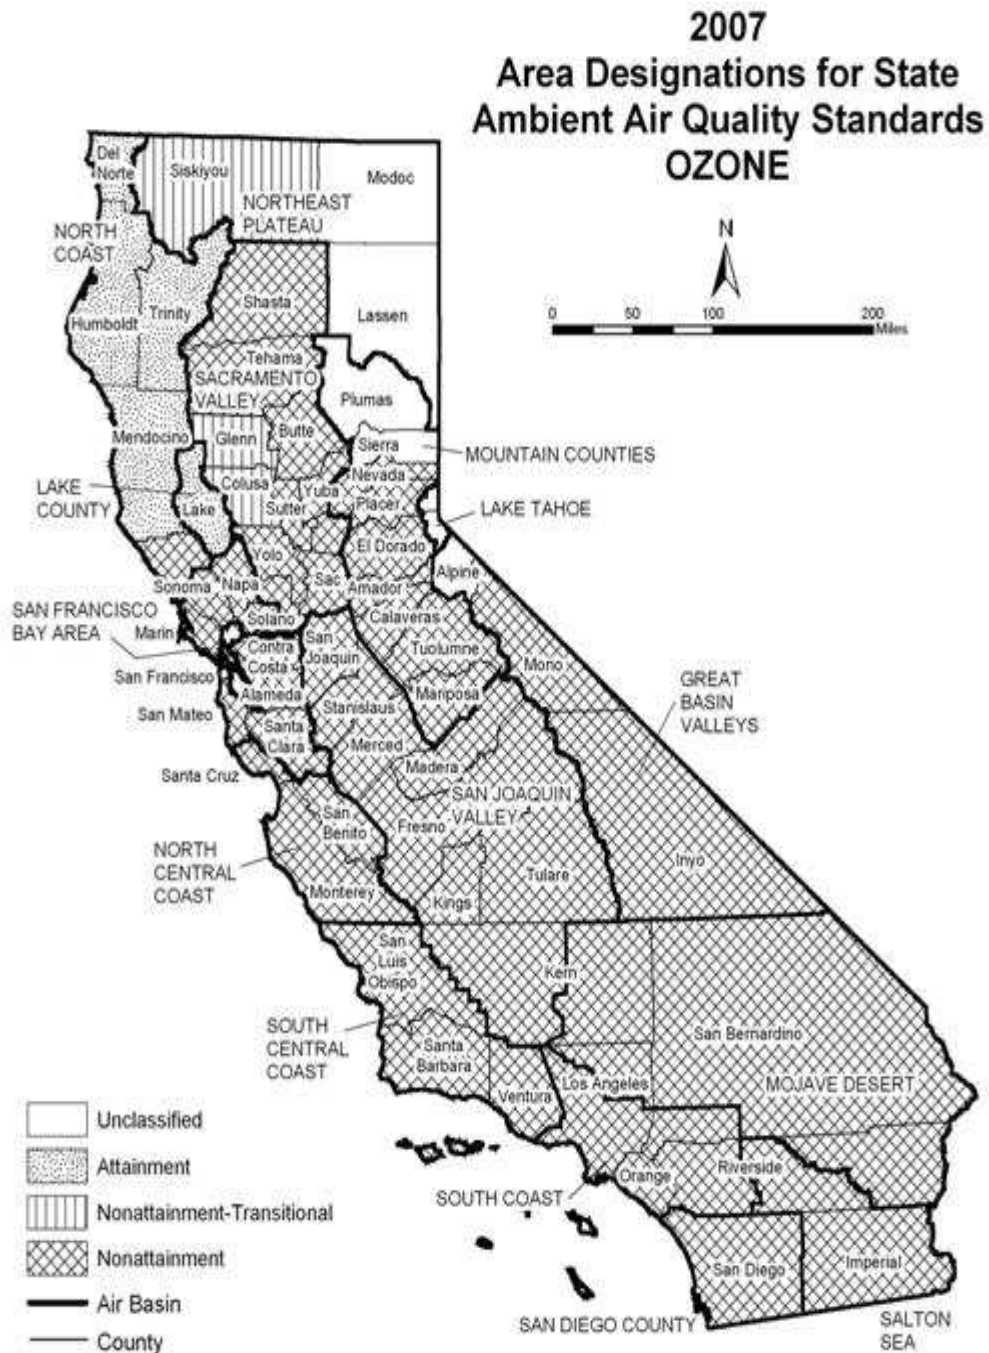 2007
Area Designations for State
Ambient Air Quality Standards
OZONE
N
0 50 100 200
Miles
Del
Norte
Siskiyou
Modoc
NORTHEAST
PLATEAU
NORTH
COAST
Shasta
Trinity
Humboldt
Lassen
Tehama
SACRAMENTO
VALLEY
Plumas
Mendocino
Glenn
Butte
Sierra
MOUNTAIN COUNTIES
Nevada
LAKE
COUNTY
Colusa
Yuba
Placer
Lake
Sutter
LAKE TAHOE
Yolo
El Dorado
Alpine
Sonoma
Napa
Sac
Amador
SAN FRANCISCO
BAY AREA
Solano
Calaveras
Marin
Contra
Costa
San
Joaquin
Tuolumne
Mono
San Francisco
Alameda
Mariposa
GREAT
BASIN
VALLEYS
San Mateo
Stanislaus
Santa
Clara
Merced
Santa Cruz
Madera
SAN JOAQUIN
VALLEY
San
Benito
Fresno
NORTH
CENTRAL
COAST
Inyo
Monterey
Tulare
Kings
San
Luis
Obispo
Kern
SOUTH
CENTRAL
COAST
San Bernardino
Santa
Barbara
Ventura
Los Angeles
MOJAVE DESERT
Orange
Riverside
SOUTH COAST
San Diego
Imperial
SAN DIEGO COUNTY
SALTON
SEA
Unclassified
Attainment
Nonattainment-Transitional
Nonattainment
Air Basin
County